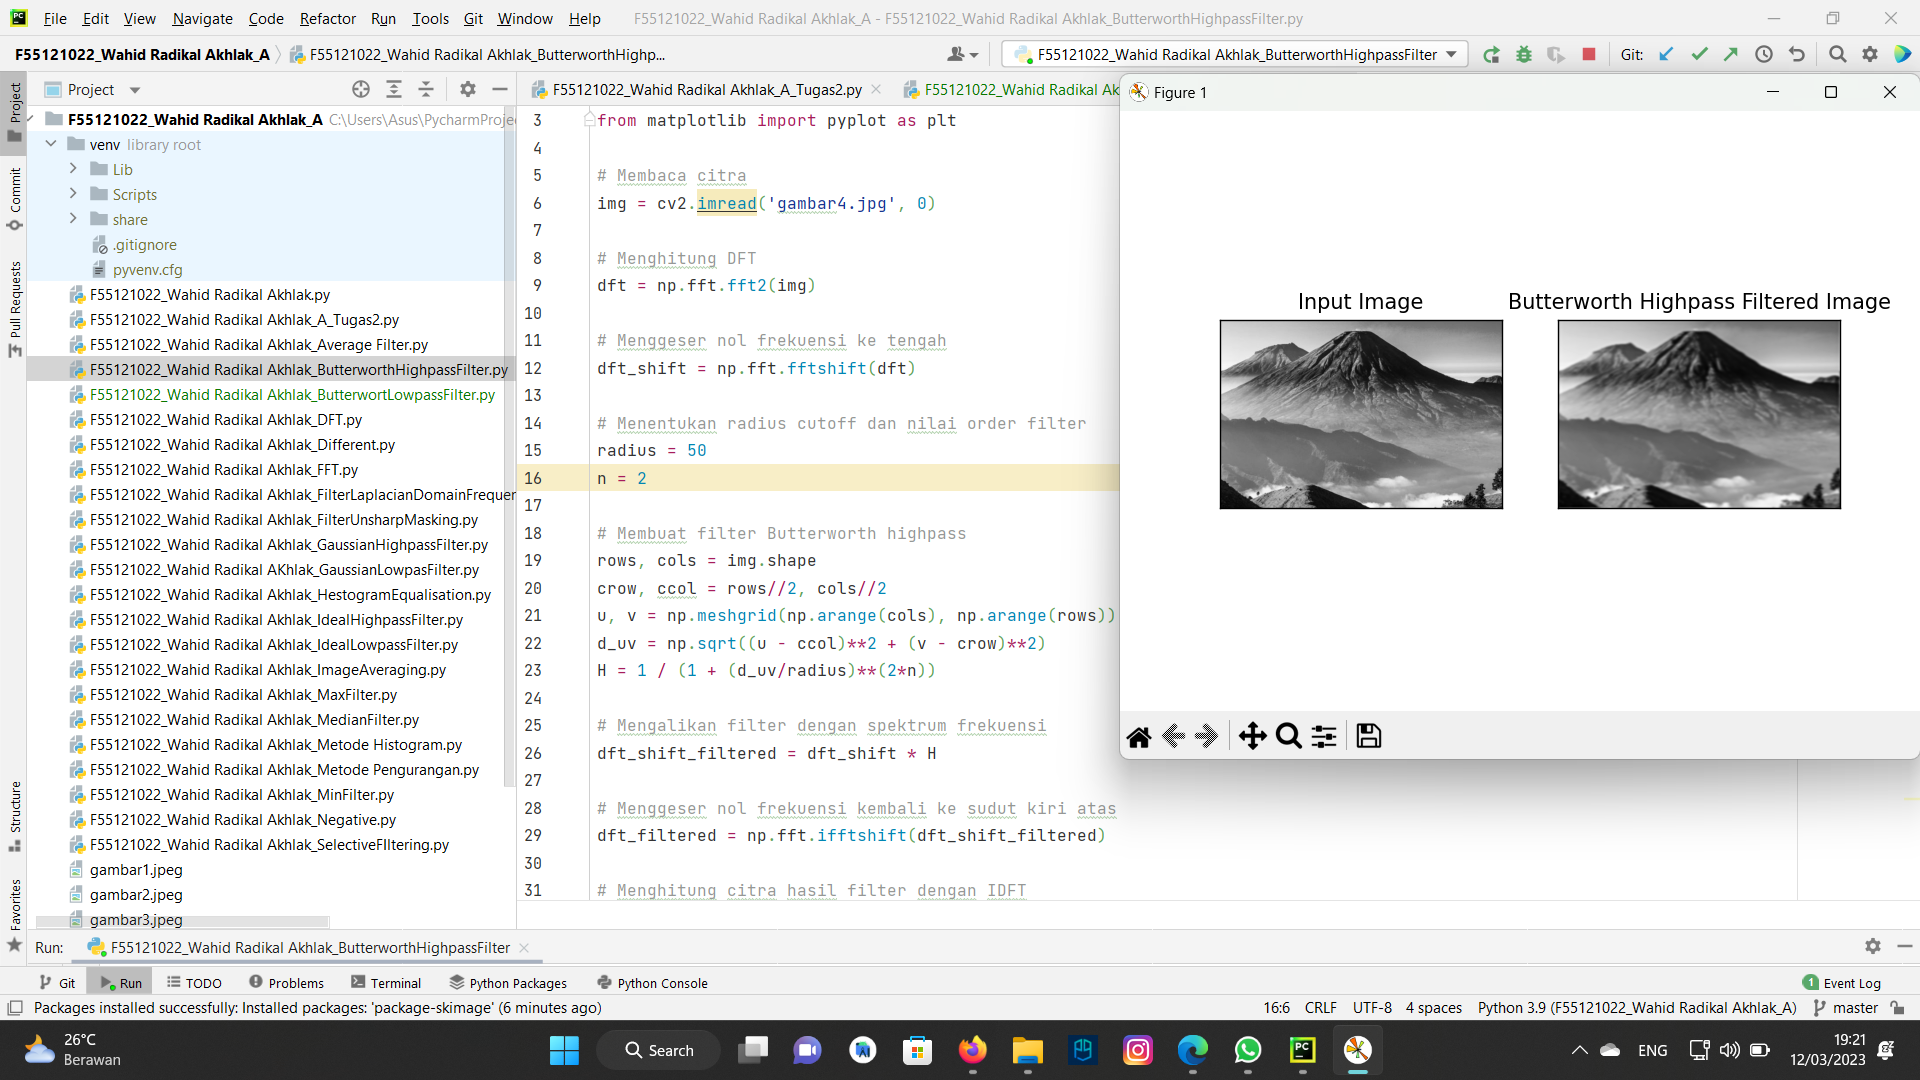 File Edit View Navigate Code Refactor Run Tools Git Window Help F55121022_Wahid Radikal Akhlak_A - F55121022_Wahid Radikal Akhlak_ButterworthHighpassFilter.py
F55121022_Wahid Radikal Akhlak_A F55121022_Wahid Radikal Akhlak_ButterworthHighp... F55121022_Wahid Radikal Akhlak_ButterworthHighpassFilter Git:
Project
F55121022_Wahid Radikal Akhlak_A_Tugas2.py F55121022_Wahid Radikal Ak
F55121022_Wahid Radikal Akhlak_A C:\Users\Asus\PycharmProje
venv library root
Lib
Scripts
share
.gitignore
pyvenv.cfg
F55121022_Wahid Radikal Akhlak.py
F55121022_Wahid Radikal Akhlak_A_Tugas2.py
F55121022_Wahid Radikal Akhlak_Average Filter.py
F55121022_Wahid Radikal Akhlak_ButterworthHighpassFilter.py
F55121022_Wahid Radikal Akhlak_ButterwortLowpassFilter.py
F55121022_Wahid Radikal Akhlak_DFT.py
F55121022_Wahid Radikal Akhlak_Different.py
F55121022_Wahid Radikal Akhlak_FFT.py
F55121022_Wahid Radikal Akhlak_FilterLaplacianDomainFrequer
F55121022_Wahid Radikal Akhlak_FilterUnsharpMasking.py
F55121022_Wahid Radikal Akhlak_GaussianHighpassFilter.py
F55121022_Wahid Radikal AKhlak_GaussianLowpasFilter.py
F55121022_Wahid Radikal Akhlak_HestogramEqualisation.py
F55121022_Wahid Radikal Akhlak_IdealHighpassFilter.py
F55121022_Wahid Radikal Akhlak_IdealLowpassFilter.py
F55121022_Wahid Radikal Akhlak_ImageAveraging.py
F55121022_Wahid Radikal Akhlak_MaxFilter.py
F55121022_Wahid Radikal Akhlak_MedianFilter.py
F55121022_Wahid Radikal Akhlak_Metode Histogram.py
F55121022_Wahid Radikal Akhlak_Metode Pengurangan.py
F55121022_Wahid Radikal Akhlak_MinFilter.py
F55121022_Wahid Radikal Akhlak_Negative.py
F55121022_Wahid Radikal Akhlak_SelectiveFIltering.py
gambar1.jpeg
gambar2.jpeg
gambar3.jpeg
Project
Commit
Pull Requests
Structure
Favorites
3 from matplotlib import pyplot as plt
4
5 # Membaca citra
6 img = cv2.imread('gambar4.jpg', 0)
7
8 # Menghitung DFT
9 dft = np.fft.fft2(img)
10
11 # Menggeser nol frekuensi ke tengah
12 dft_shift = np.fft.fftshift(dft)
13
14 # Menentukan radius cutoff dan nilai order filter
15 radius = 50
16 n = 2
17
18 # Membuat filter Butterworth highpass
19 rows, cols = img.shape
20 crow, ccol = rows//2, cols//2
21 u, v = np.meshgrid(np.arange(cols), np.arange(rows))
22 d_uv = np.sqrt((u - ccol)**2 + (v - crow)**2)
23 H = 1 / (1 + (d_uv/radius)**(2*n))
24
25 # Mengalikan filter dengan spektrum frekuensi
26 dft_shift_filtered = dft_shift * H
27
28 # Menggeser nol frekuensi kembali ke sudut kiri atas
29 dft_filtered = np.fft.ifftshift(dft_shift_filtered)
30
31 # Menghitung citra hasil filter dengan IDFT
Figure 1
Input Image Butterworth Highpass Filtered Image
Run: F55121022_Wahid Radikal Akhlak_ButterworthHighpassFilter
Git Run TODO Problems Terminal Python Packages Python Console 1 Event Log
Packages installed successfully: Installed packages: 'package-skimage' (6 minutes ago) 16:6 CRLF UTF-8 4 spaces Python 3.9 (F55121022_Wahid Radikal Akhlak_A) master
26°C
Berawan
Search
ENG
19:21
12/03/2023